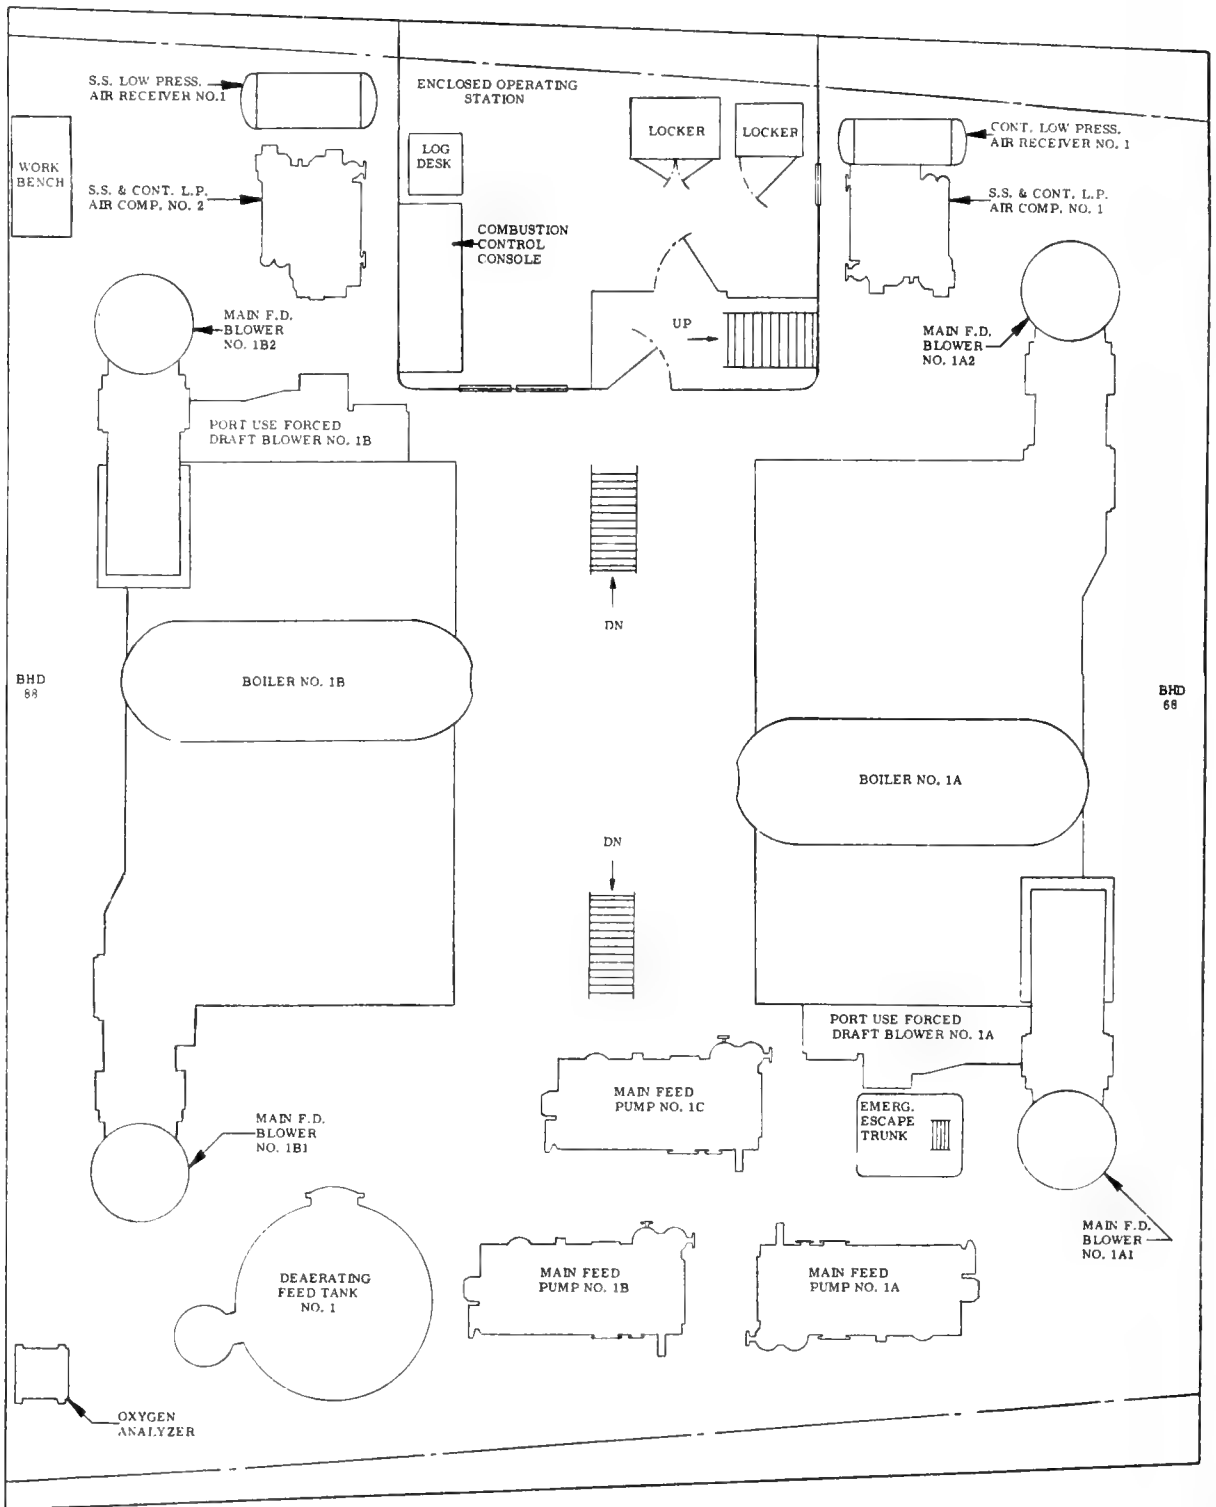 S.S. LOW PRESS.
AIR RECEIVER NO.1
ENCLOSED OPERATING
STATION
LOCKER
LOCKER
CONT. LOW PRESS.
AIR RECEIVER NO. 1
WORK
BENCH
LOG
DESK
S.S. & CONT. L.P.
AIR COMP. NO. 2
S.S. & CONT. L.P.
AIR COMP. NO. 1
COMBUSTION
CONTROL
CONSOLE
MAIN F.D.
BLOWER
NO. 1B2
UP
MAIN F.D.
BLOWER
NO. 1A2
PORT USE FORCED
DRAFT BLOWER NO. 1B
DN
BHD
88
BOILER NO. 1B
BHD
68
BOILER NO. 1A
DN
PORT USE FORCED
DRAFT BLOWER NO. 1A
MAIN FEED
PUMP NO. 1C
EMERG.
ESCAPE
TRUNK
MAIN F.D.
BLOWER
NO. 1B1
MAIN F.D.
BLOWER
NO. 1A1
DEAERATING
FEED TANK
NO. 1
MAIN FEED
PUMP NO. 1B
MAIN FEED
PUMP NO. 1A
OXYGEN
ANALYZER